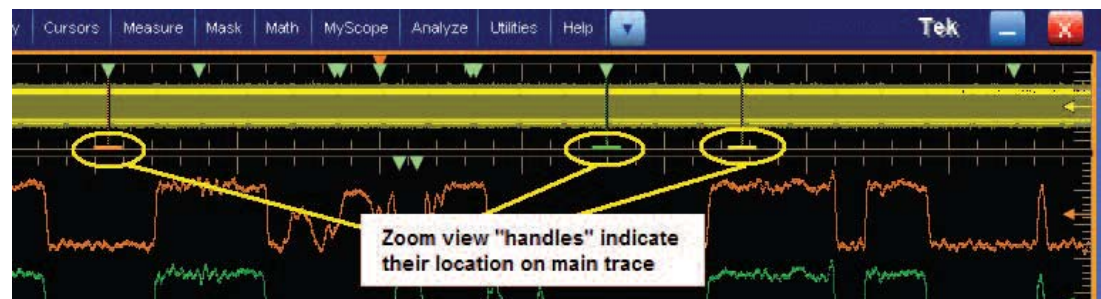 Cursors Measure Mask Math MyScope Analyze Utilities Help Tek
Zoom view "handles" indicate
their location on main trace